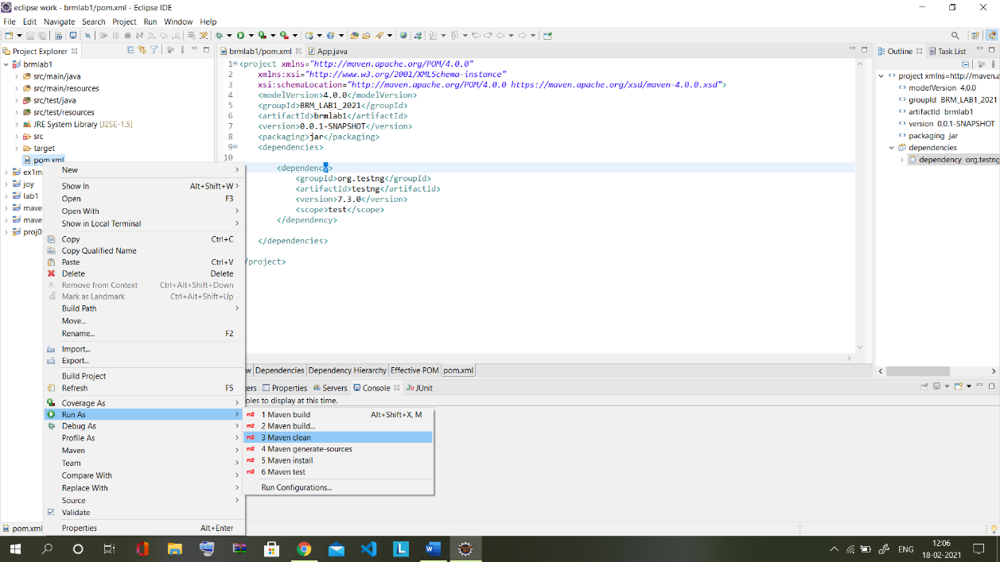 eclipse work - brmlab1/pom.xml - Eclipse IDE
File Edit Navigate Search Project Run Window Help
Project Explorer
brmlab1
src/main/java
src/main/resources
src/test/java
src/test/resources
JRE System Library [J2SE-1.5]
src
target
pom.xml
ex1m
joy
lab1
mave
mave
proj0
New
Show In Alt+Shift+W
Open F3
Open With
Show in Local Terminal
Copy Ctrl+C
Copy Qualified Name
Paste Ctrl+V
Delete Delete
Remove from Context Ctrl+Alt+Shift+Down
Mark as Landmark Ctrl+Alt+Shift+Up
Build Path
Move...
Rename... F2
Import...
Export...
Build Project
Refresh F5
Coverage As
Run As
Debug As
Profile As
Maven
Team
Compare With
Replace With
Source
Validate
Properties Alt+Enter
1 Maven build Alt+Shift+X, M
2 Maven build...
3 Maven clean
4 Maven generate-sources
5 Maven install
6 Maven test
Run Configurations...
brmlab1/pom.xml App.java
1 <project xmlns="http://maven.apache.org/POM/4.0.0"
2 xmlns:xsi="http://www.w3.org/2001/XMLSchema-instance"
3 xsi:schemaLocation="http://maven.apache.org/POM/4.0.0 https://maven.apache.org/xsd/maven-4.0.0.xsd">
4 <modelVersion>4.0.0</modelVersion>
5 <groupId>BRM_LAB1_2021</groupId>
6 <artifactId>brmlab1</artifactId>
7 <version>0.0.1-SNAPSHOT</version>
8 <packaging>jar</packaging>
9 <dependencies>
10
<dependency>
<groupId>org.testng</groupId>
<artifactId>testng</artifactId>
<version>7.3.0</version>
<scope>test</scope>
</dependency>
</dependencies>
/project>
w Dependencies Dependency Hierarchy Effective POM pom.xml
kers Properties Servers Console JUnit
oles to display at this time.
Outline Task List
project xmlns=http://maven.a
modelVersion 4.0.0
groupId BRM_LAB1_2021
artifactId brmlab1
version 0.0.1-SNAPSHOT
packaging jar
dependencies
dependency org.testng
pom.xml
ENG
12:06
18-02-2021